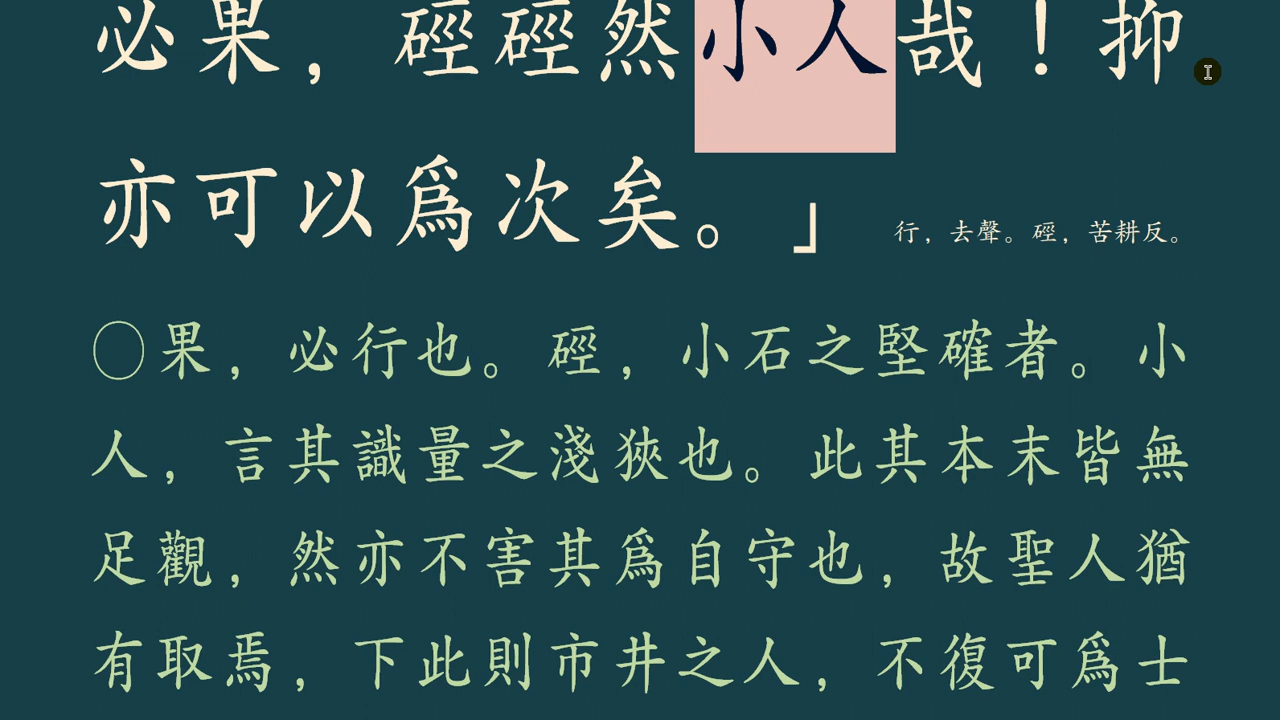 必果，硜硜然小人哉！抑
亦可以爲次矣。」 行，去聲。硜，苦耕反。
〇果，必行也。硜，小石之堅確者。小
人，言其識量之淺狹也。此其本末皆無
足觀，然亦不害其爲自守也，故聖人猶
有取焉，下此則市井之人，不復可爲士